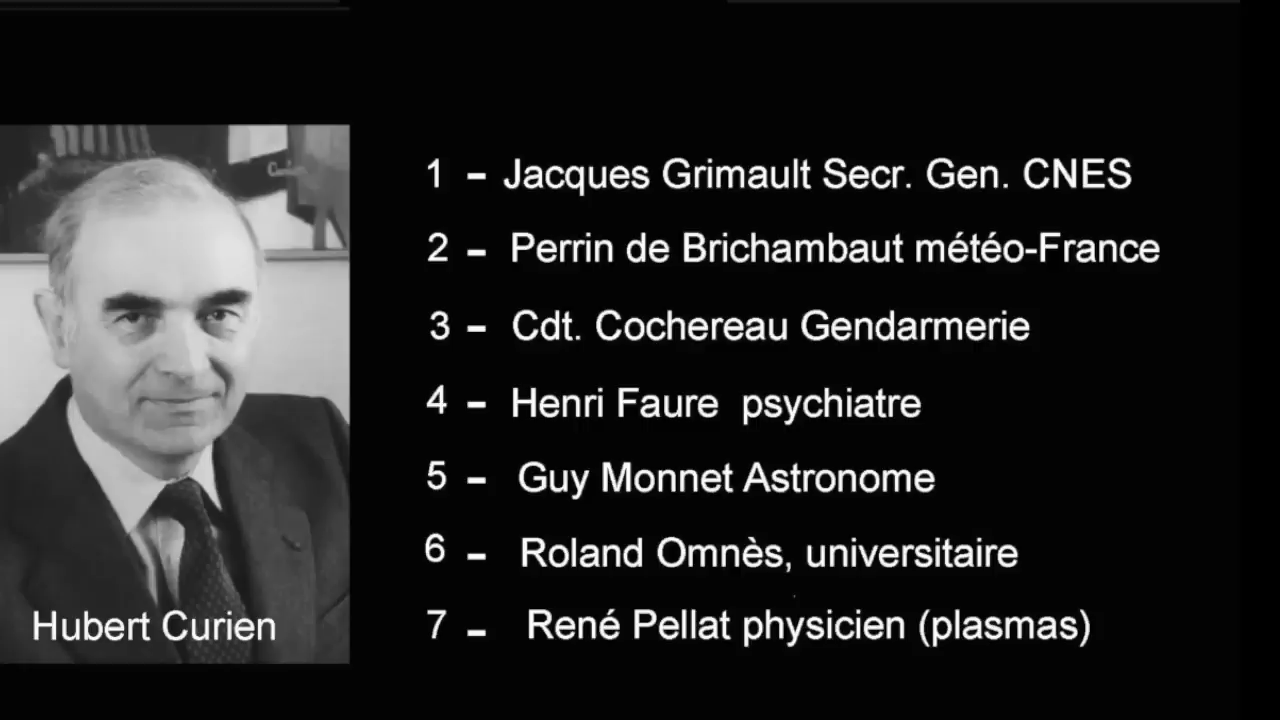 1 - Jacques Grimault Secr. Gen. CNES
2 - Perrin de Brichambaut météo-France
3 - Cdt. Cochereau Gendarmerie
4 - Henri Faure psychiatre
5 - Guy Monnet Astronome
6 - Roland Omnès, universitaire
7 - René Pellat physicien (plasmas)
Hubert Curien